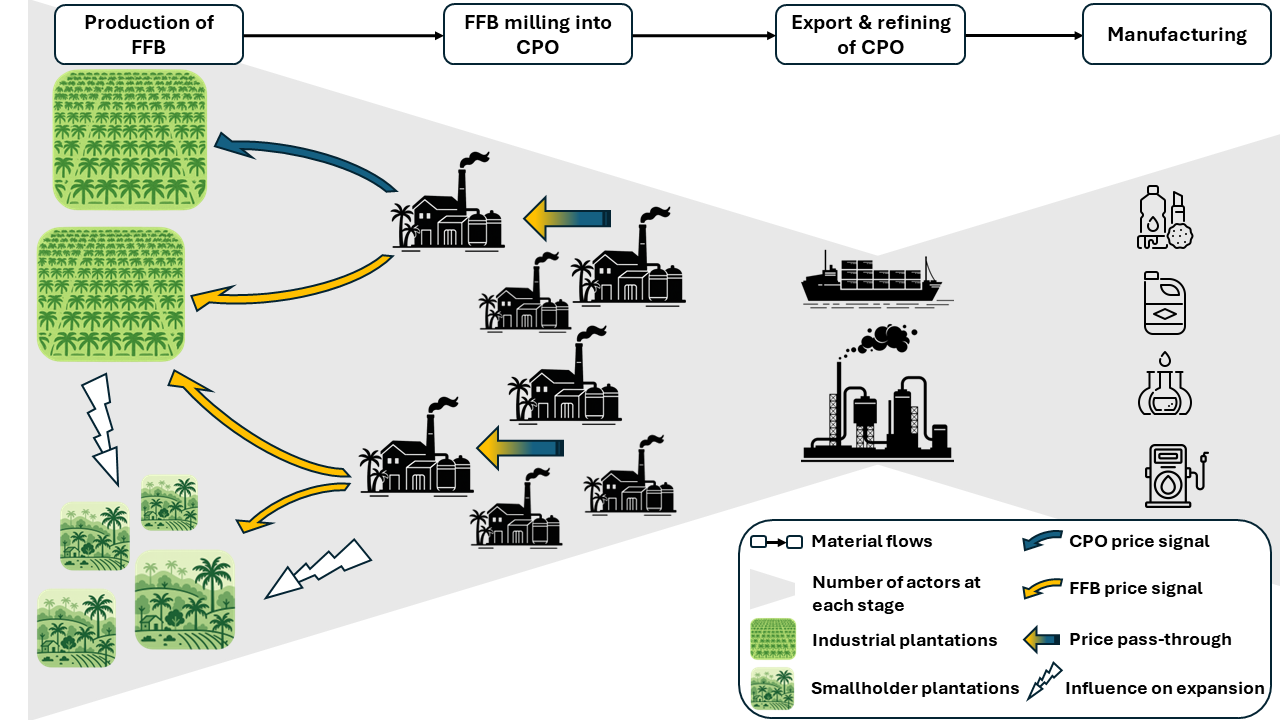 Production of
FFB
FFB milling into
CPO
Export & refining
of CPO
Manufacturing
Material flows
Number of actors at
each stage
Industrial plantations
Smallholder plantations
CPO price signal
FFB price signal
Price pass-through
Influence on expansion